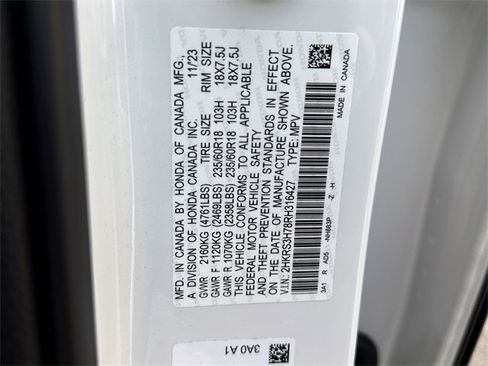 MFD. IN CANADA BY HONDA OF CANADA MFG.,
A DIVISION OF HONDA CANADA INC. 11/23
GVWR 2160KG (4761LBS) TIRE SIZE RIM SIZE
GAWR F 1120KG (2469LBS) 235/60R18 103H 18X7.5J
GAWR R 1070KG (2358LBS) 235/60R18 103H 18X7.5J
THIS VEHICLE CONFORMS TO ALL APPLICABLE
FEDERAL MOTOR VEHICLE SAFETY
AND THEFT PREVENTION STANDARDS IN EFFECT
ON THE DATE OF MANUFACTURE SHOWN ABOVE.
V.I.N.: 2HKRS3H78RH316427 TYPE: MPV
3A1 R AD5 -NH883P -Z -H
MADE IN CANADA
3A0 A1